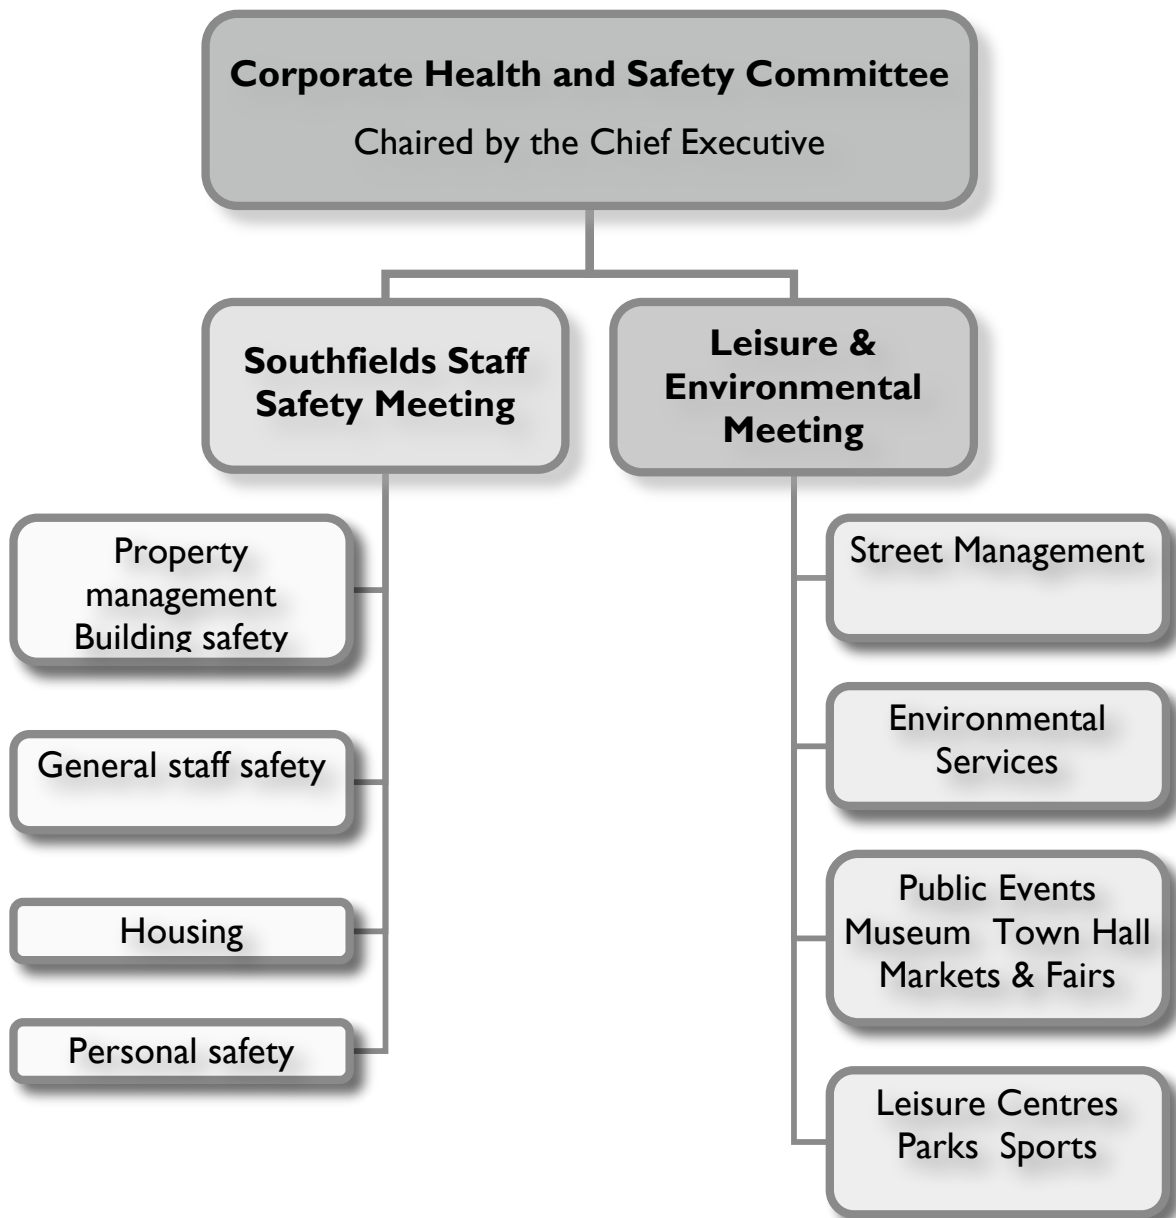 Corporate Health and Safety Committee
Chaired by the Chief Executive
Southfields Staff
Safety Meeting
Leisure &
Environmental
Meeting
Property
management
Building safety
General staff safety
Housing
Personal safety
Street Management
Environmental
Services
Public Events
Museum  Town Hall
Markets & Fairs
Leisure Centres
Parks  Sports